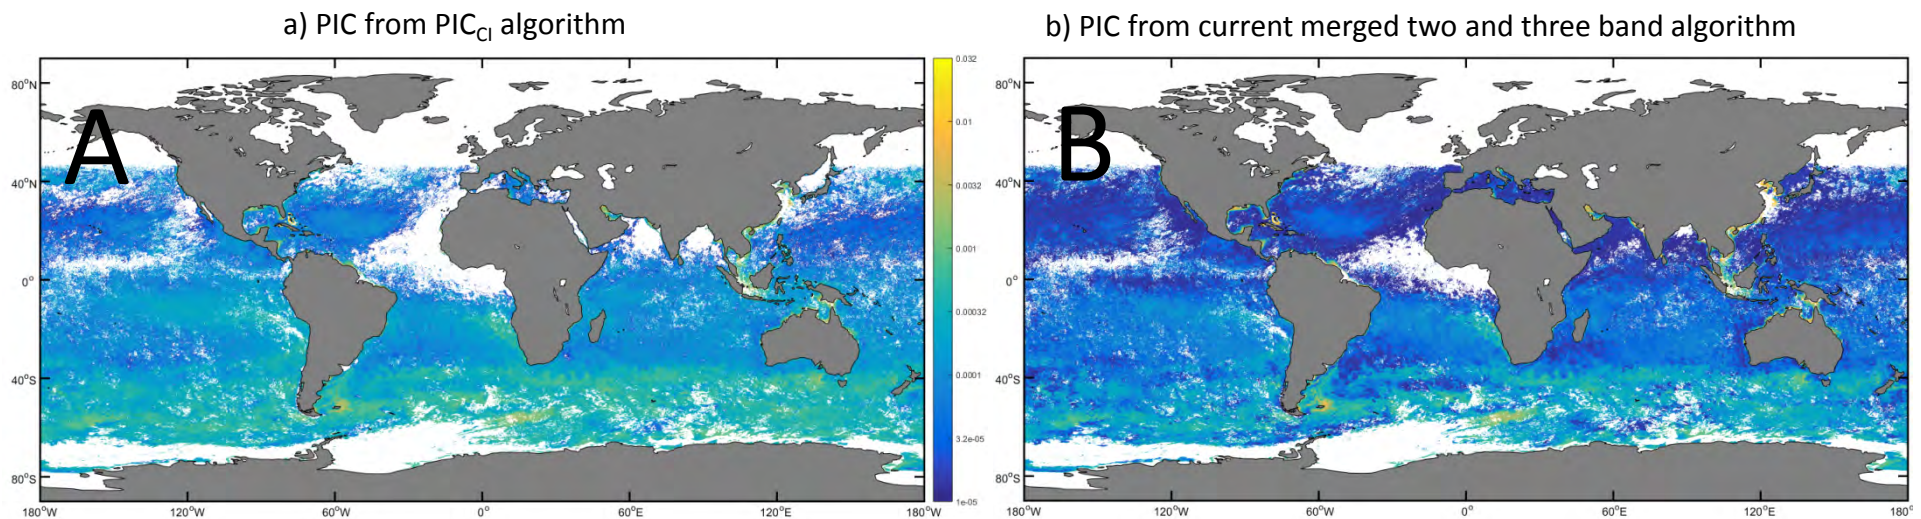 a) PIC from PIC_CI algorithm
b) PIC from current merged two and three band algorithm
A
80°N
40°N
0°
40°S
80°S
180°W
120°W
60°W
0°
60°E
120°E
180°W
0.032
0.01
0.0032
0.001
0.00032
0.0001
3.2e-05
1e-05
B
80°N
40°N
0°
40°S
80°S
180°W
120°W
60°W
0°
60°E
120°E
180°W